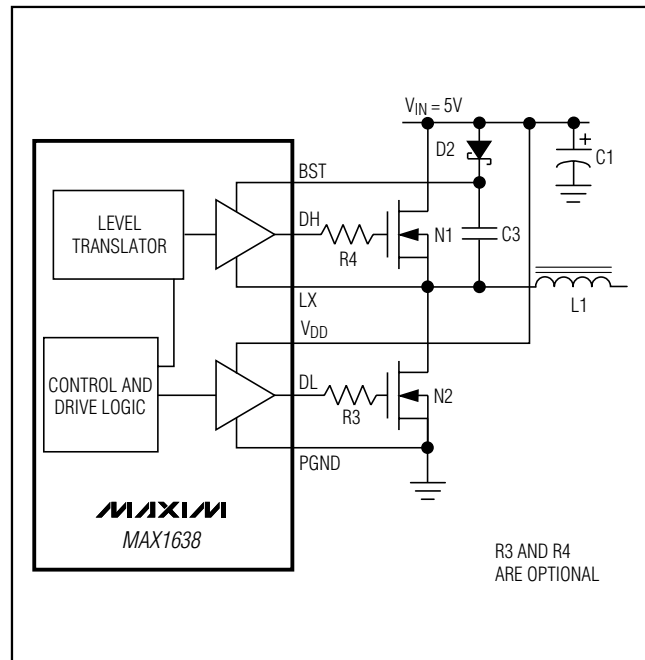 V_IN = 5V
D2
+
C1
BST
LEVEL
TRANSLATOR
DH
R4
N1
C3
LX
L1
V_DD
CONTROL AND
DRIVE LOGIC
DL
R3
N2
PGND
MAXIM
MAX1638
R3 AND R4
ARE OPTIONAL